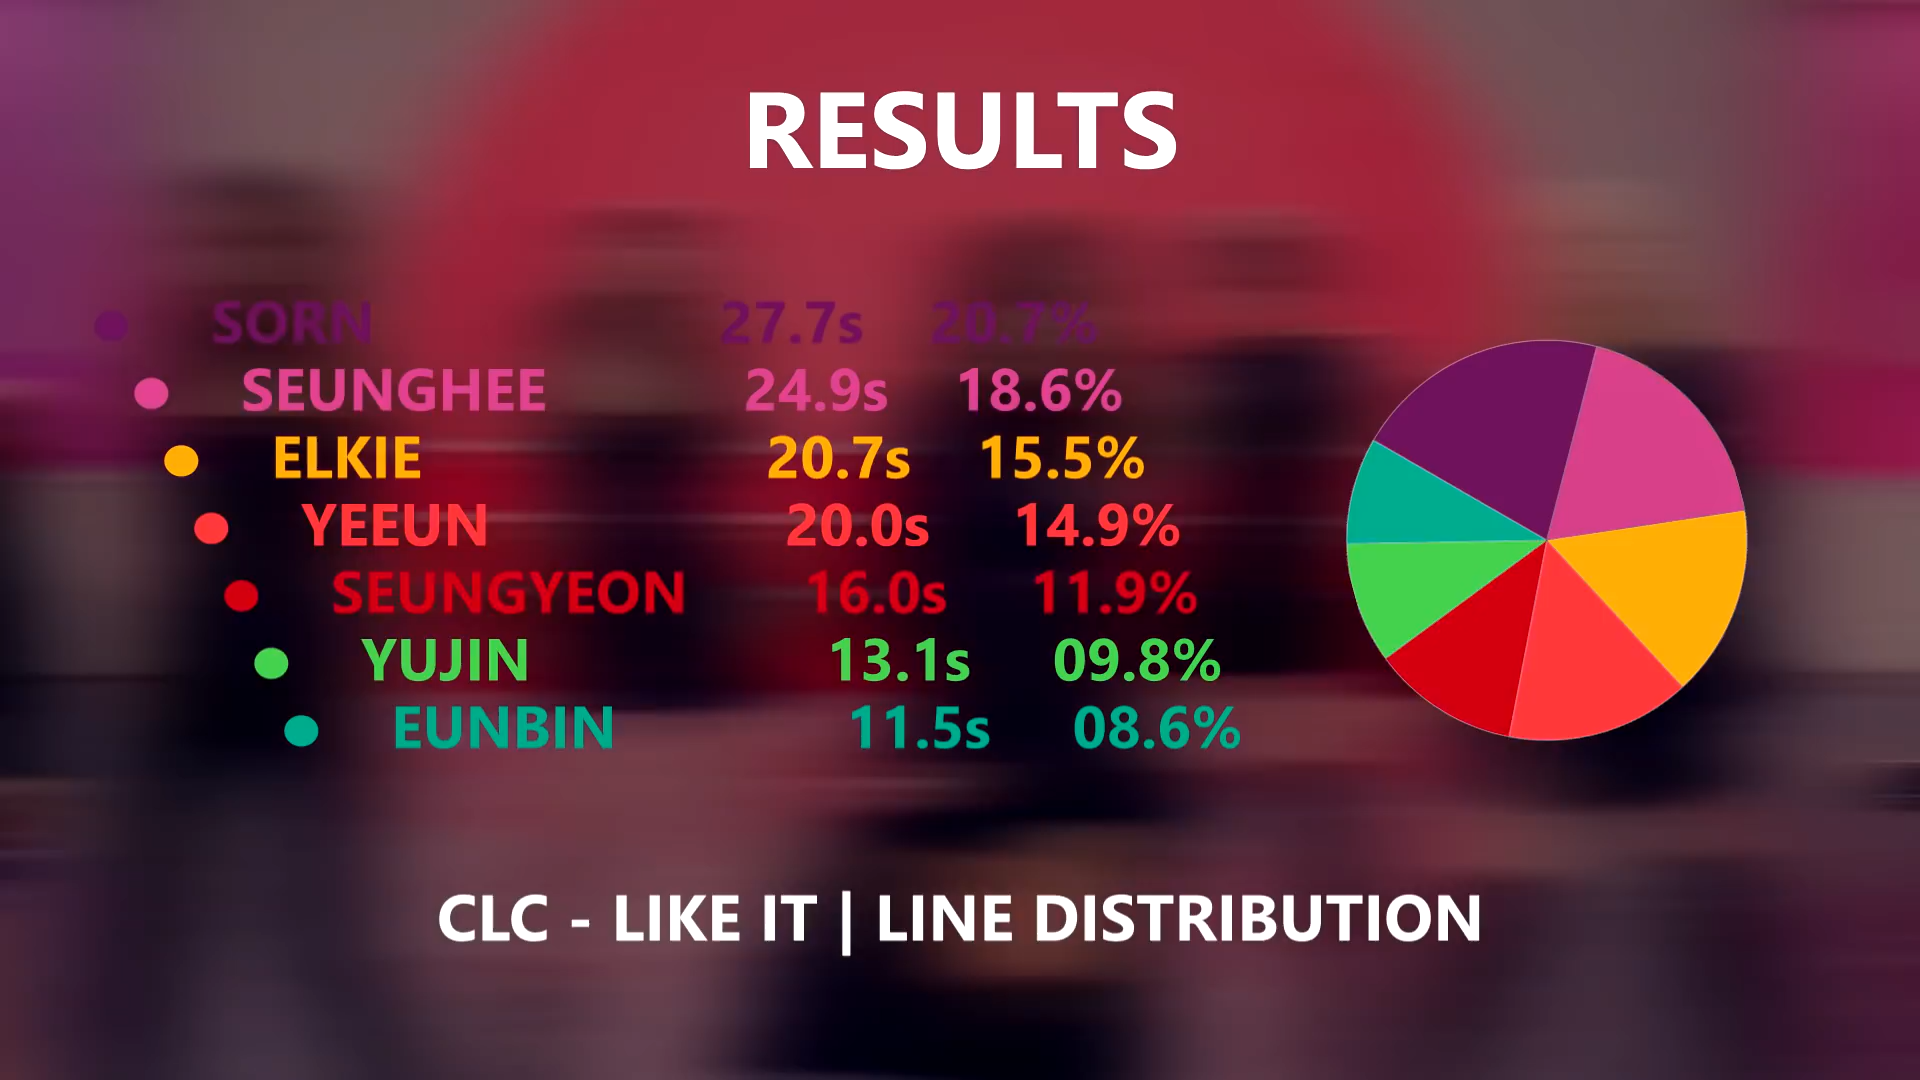 RESULTS
SORN 27.7s 20.7%
SEUNGHEE 24.9s 18.6%
ELKIE 20.7s 15.5%
YEEUN 20.0s 14.9%
SEUNGYEON 16.0s 11.9%
YUJIN 13.1s 09.8%
EUNBIN 11.5s 08.6%
CLC - LIKE IT | LINE DISTRIBUTION